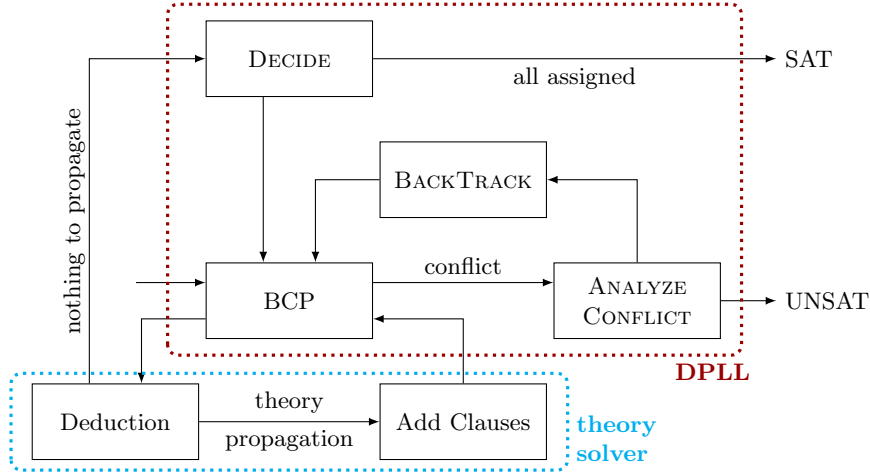 DECIDE
SAT
all assigned
nothing to propagate
BACKTRACK
BCP
conflict
ANALYZE
CONFLICT
UNSAT
DPLL
Deduction
theory
propagation
Add Clauses
theory
solver